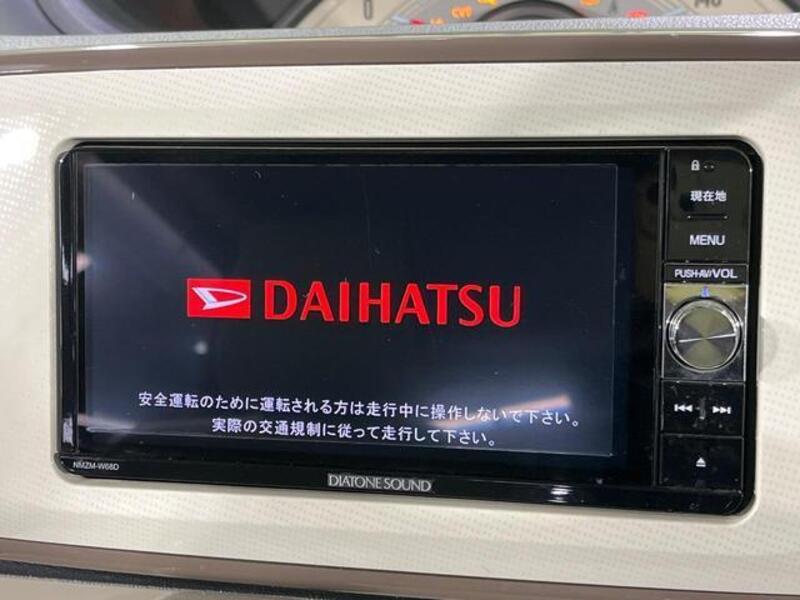 現在地
MENU
PUSH-AV/VOL
DAIHATSU
安全運転のために運転される方は走行中に操作しないで下さい。
実際の交通規制に従って走行して下さい。
NMZM-W68D
DIATONE SOUND